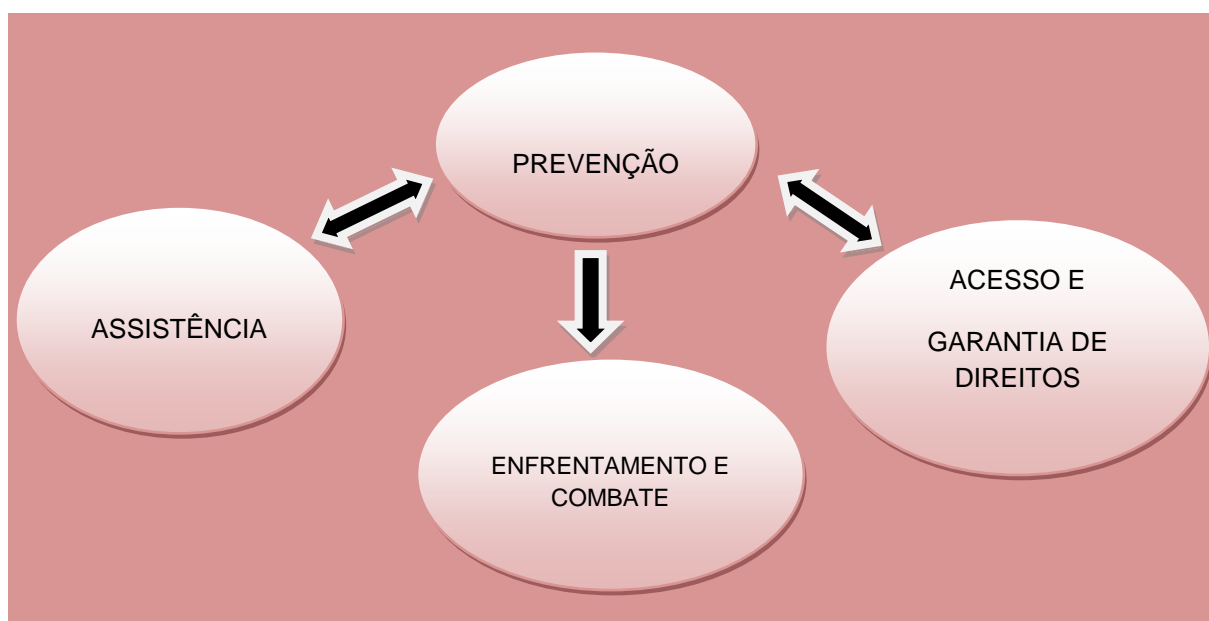 PREVENÇÃO
ASSISTÊNCIA
ACESSO E
GARANTIA DE
DIREITOS
ENFRENTAMENTO E
COMBATE